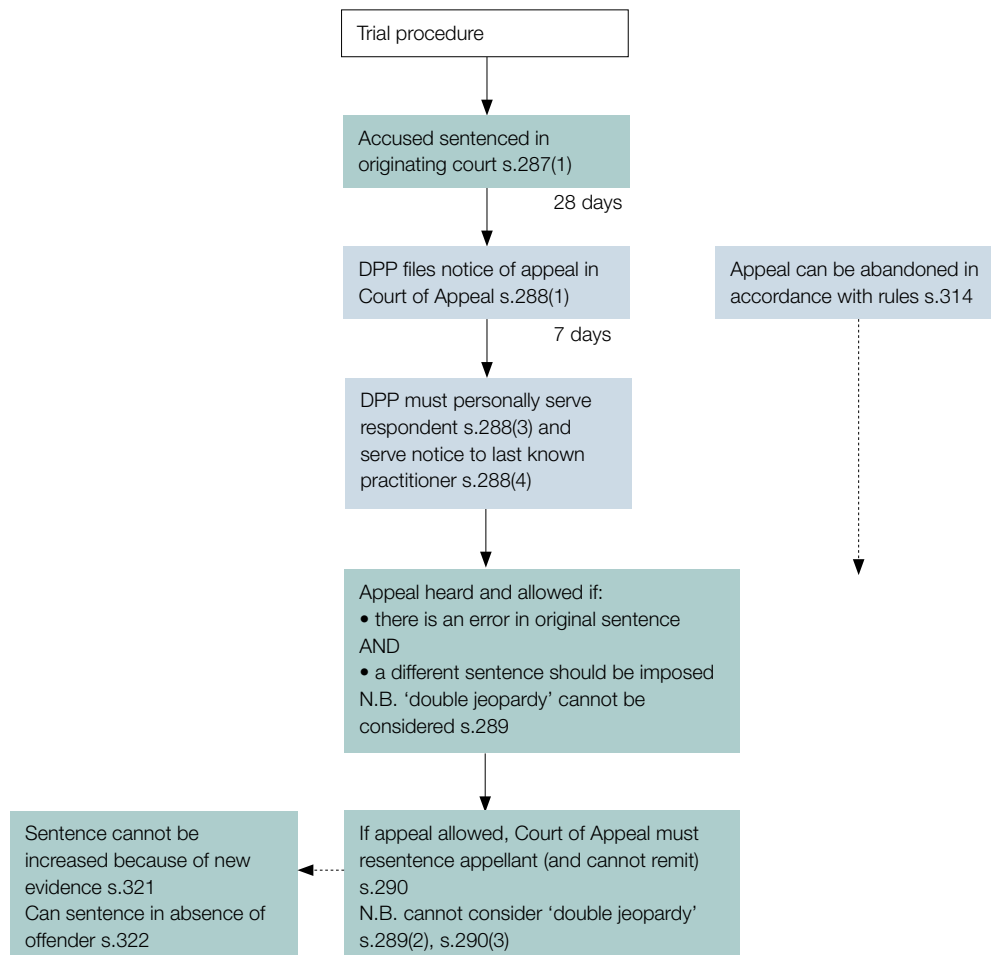 Trial procedure
Accused sentenced in
originating court s.287(1)
28 days
DPP files notice of appeal in
Court of Appeal s.288(1)
Appeal can be abandoned in
accordance with rules s.314
7 days
DPP must personally serve
respondent s.288(3) and
serve notice to last known
practitioner s.288(4)
Appeal heard and allowed if:
• there is an error in original sentence
AND
• a different sentence should be imposed
N.B. ‘double jeopardy’ cannot be
considered s.289
Sentence cannot be
increased because of new
evidence s.321
Can sentence in absence of
offender s.322
If appeal allowed, Court of Appeal must
resentence appellant (and cannot remit)
s.290
N.B. cannot consider ‘double jeopardy’
s.289(2), s.290(3)